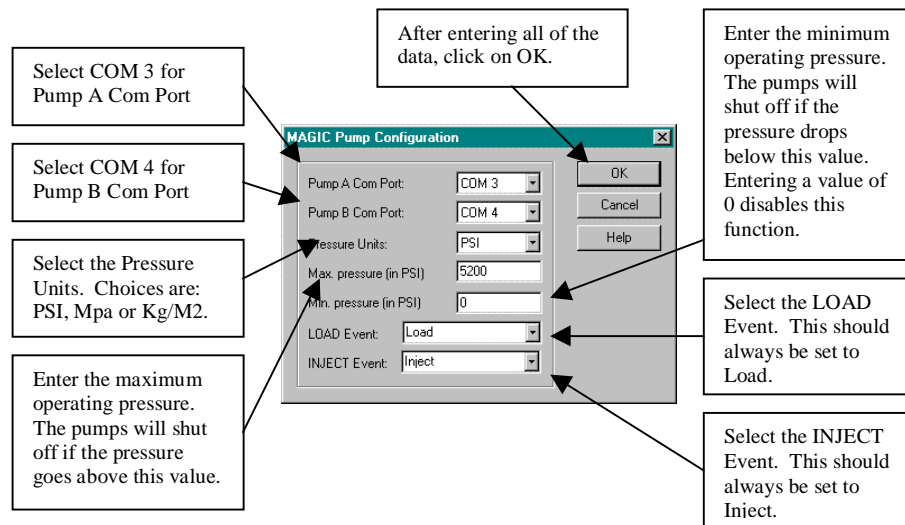 After entering all of the
data, click on OK.
Enter the minimum
operating pressure.
The pumps will
shut off if the
pressure drops
below this value.
Entering a value of
0 disables this
function.
Select COM 3 for
Pump A Com Port
Select COM 4 for
Pump B Com Port
Select the Pressure
Units.  Choices are:
PSI, Mpa or Kg/M2.
Enter the maximum
operating pressure.
The pumps will shut
off if the pressure
goes above this value.
MAGIC Pump Configuration
Pump A Com Port: COM 3
Pump B Com Port: COM 4
Pressure Units: PSI
Max. pressure (in PSI) 5200
Min. pressure (in PSI) 0
LOAD Event: Load
INJECT Event: Inject
OK
Cancel
Help
Select the LOAD
Event.  This should
always be set to
Load.
Select the INJECT
Event.  This should
always be set to
Inject.